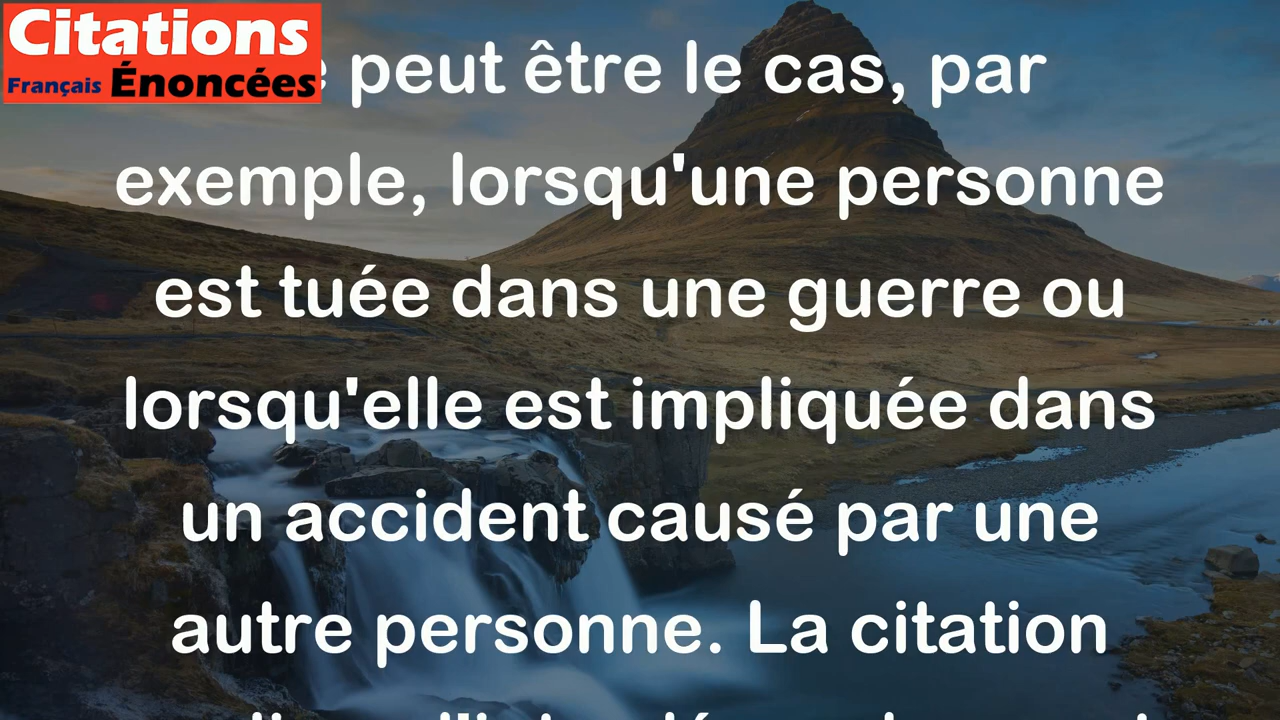 Citations
Français Énoncées
peut être le cas, par
exemple, lorsqu'une personne
est tuée dans une guerre ou
lorsqu'elle est impliquée dans
un accident causé par une
autre personne. La citation